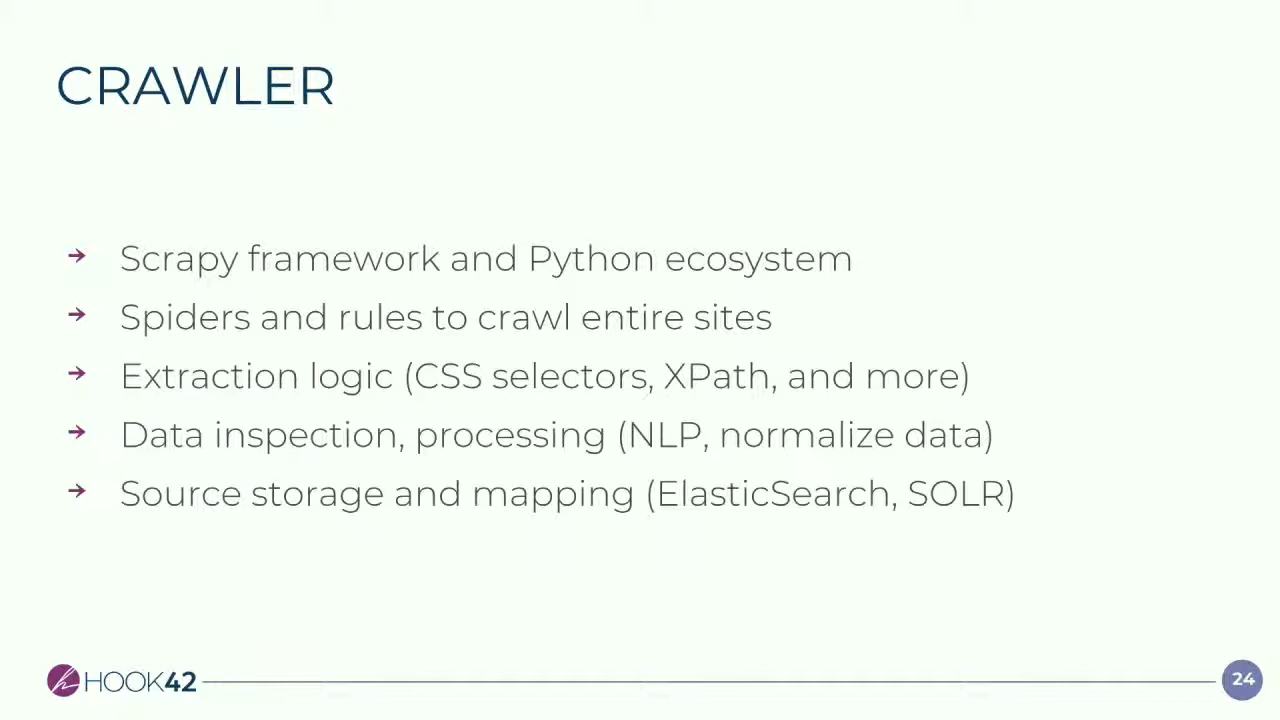 CRAWLER
Scrapy framework and Python ecosystem
Spiders and rules to crawl entire sites
Extraction logic (CSS selectors, XPath, and more)
Data inspection, processing (NLP, normalize data)
Source storage and mapping (ElasticSearch, SOLR)
HOOK42
24